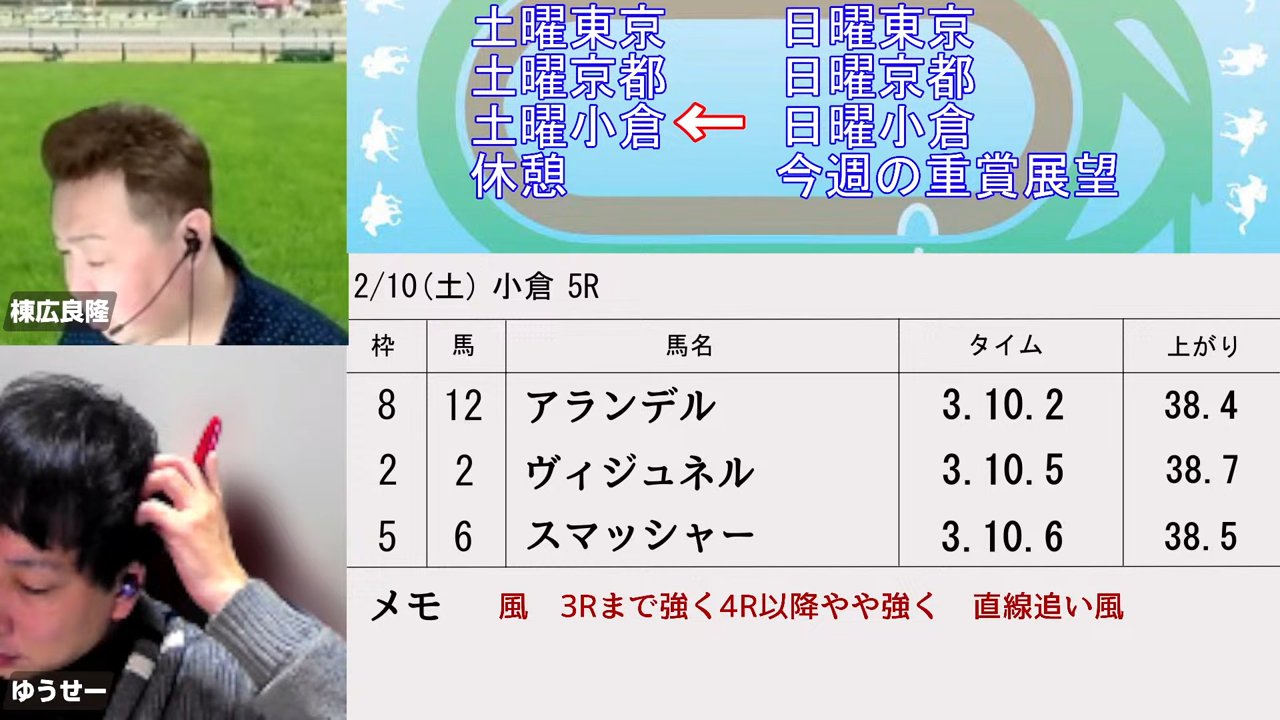 土曜東京 日曜東京
土曜京都 日曜京都
土曜小倉 日曜小倉
休憩 今週の重賞展望
棟広良隆
2/10(土) 小倉 5R
枠 馬 馬名 タイム 上がり
8 12 アランデル 3.10.2 38.4
2 2 ヴィジュネル 3.10.5 38.7
5 6 スマッシャー 3.10.6 38.5
メモ 風 3Rまで強く4R以降やや強く 直線追い風
ゆうせー